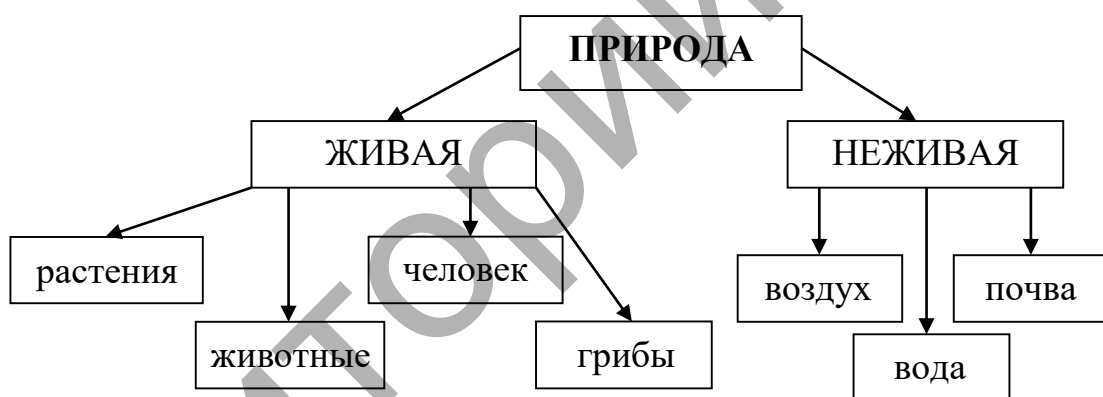 ПРИРОДА
ЖИВАЯ
НЕЖИВАЯ
растения
животные
человек
грибы
воздух
вода
почва